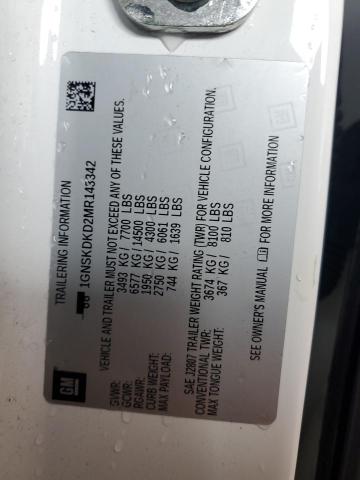 GM
TRAILERING INFORMATION
1GNSKDKD2MR143342
VEHICLE AND TRAILER MUST NOT EXCEED ANY OF THESE VALUES.
GVWR: 3493 KG / 7700 LBS
GCWR: 6577 KG / 14500 LBS
RGAWR: 1950 KG / 4300 LBS
CURB WEIGHT: 2750 KG / 6061 LBS
MAX PAYLOAD: 744 KG / 1639 LBS
SAE J2807 TRAILER WEIGHT RATING (TWR) FOR VEHICLE CONFIGURATION.
CONVENTIONAL TWR: 3674 KG / 8100 LBS
MAX TONGUE WEIGHT: 367 KG / 810 LBS
SEE OWNER'S MANUAL FOR MORE INFORMATION